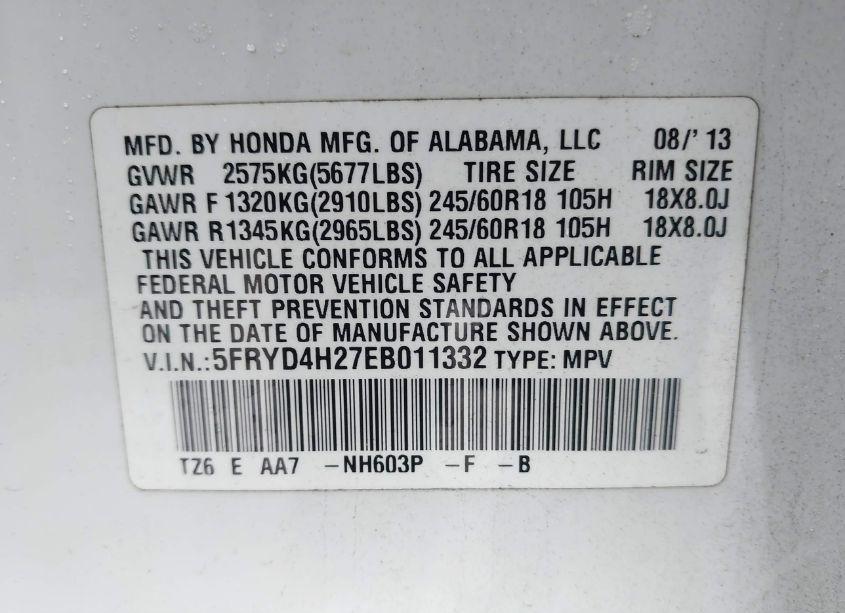 MFD. BY HONDA MFG. OF ALABAMA, LLC 08/' 13
GVWR 2575KG(5677LBS) TIRE SIZE RIM SIZE
GAWR F 1320KG(2910LBS) 245/60R18 105H 18X8.0J
GAWR R1345KG(2965LBS) 245/60R18 105H 18X8.0J
THIS VEHICLE CONFORMS TO ALL APPLICABLE
FEDERAL MOTOR VEHICLE SAFETY
AND THEFT PREVENTION STANDARDS IN EFFECT
ON THE DATE OF MANUFACTURE SHOWN ABOVE.
V.I.N.:5FRYD4H27EB011332 TYPE: MPV
TZ6 E AA7 -NH603P -F -B